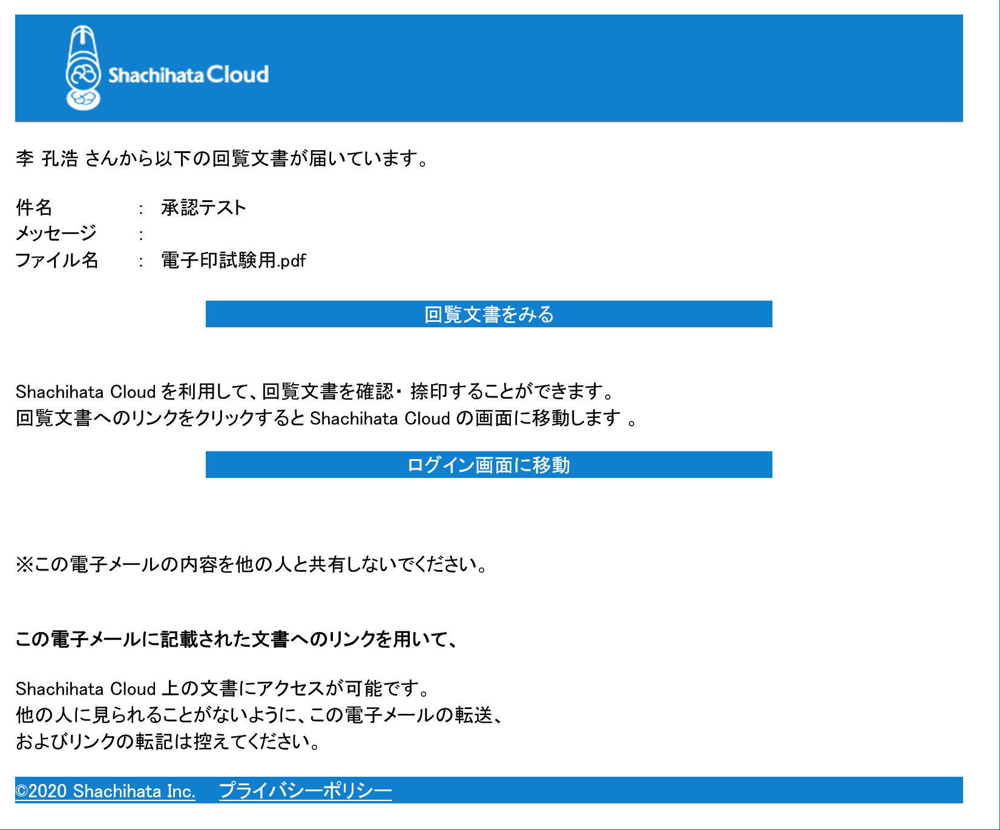 Shachihata Cloud
李 孔浩 さんから以下の回覧文書が届いています。
件名 : 承認テスト
メッセージ :
ファイル名 : 電子印試験用.pdf
回覧文書をみる
Shachihata Cloud を利用して、回覧文書を確認・ 捺印することができます。
回覧文書へのリンクをクリックすると Shachihata Cloud の画面に移動します 。
ログイン画面に移動
※この電子メールの内容を他の人と共有しないでください。
この電子メールに記載された文書へのリンクを用いて、
Shachihata Cloud 上の文書にアクセスが可能です。
他の人に見られることがないように、この電子メールの転送、
およびリンクの転記は控えてください。
©2020 Shachihata Inc. プライバシーポリシー